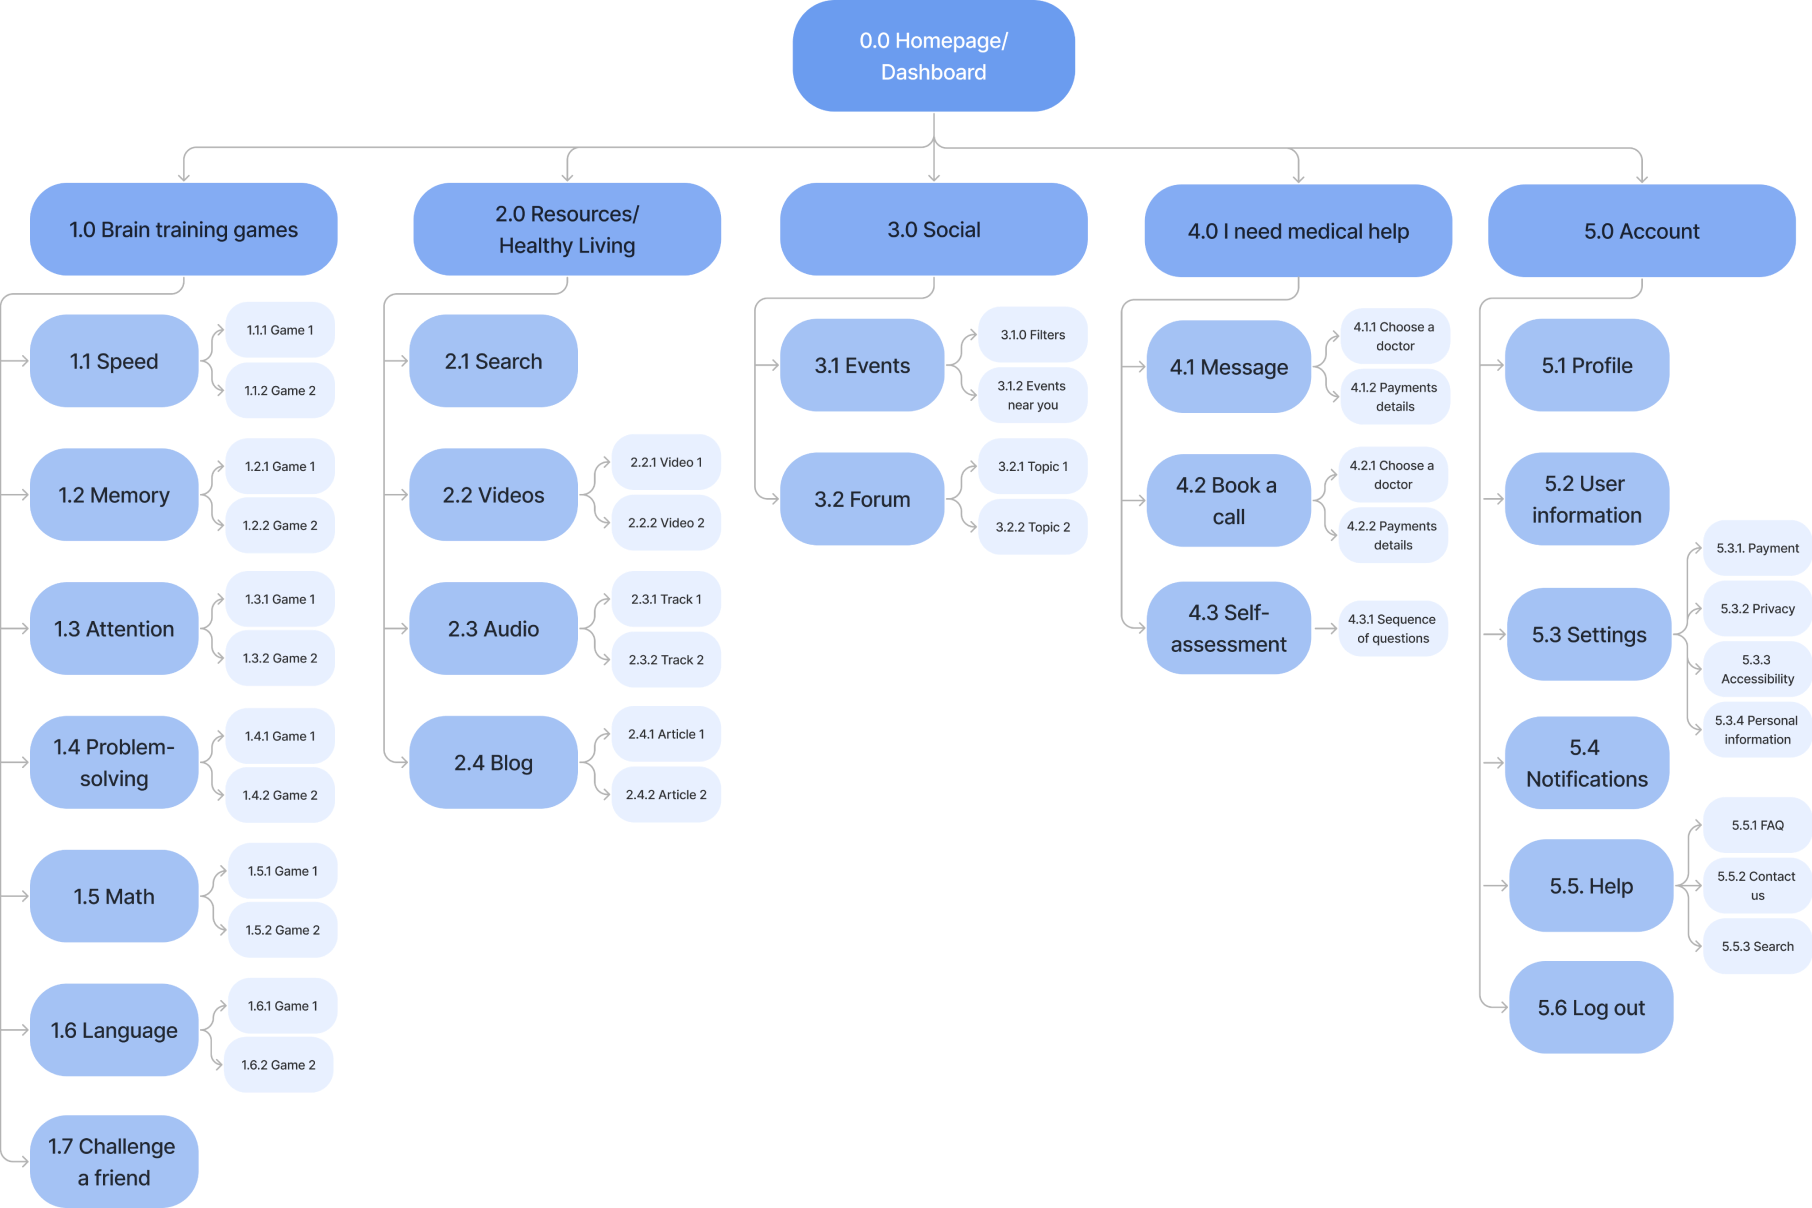 0.0 Homepage/
Dashboard
1.0 Brain training games
1.1 Speed
1.1.1 Game 1
1.1.2 Game 2
1.2 Memory
1.2.1 Game 1
1.2.2 Game 2
1.3 Attention
1.3.1 Game 1
1.3.2 Game 2
1.4 Problem-
solving
1.4.1 Game 1
1.4.2 Game 2
1.5 Math
1.5.1 Game 1
1.5.2 Game 2
1.6 Language
1.6.1 Game 1
1.6.2 Game 2
1.7 Challenge
a friend
2.0 Resources/
Healthy Living
2.1 Search
2.2 Videos
2.2.1 Video 1
2.2.2 Video 2
2.3 Audio
2.3.1 Track 1
2.3.2 Track 2
2.4 Blog
2.4.1 Article 1
2.4.2 Article 2
3.0 Social
3.1 Events
3.1.0 Filters
3.1.2 Events
near you
3.2 Forum
3.2.1 Topic 1
3.2.2 Topic 2
4.0 I need medical help
4.1 Message
4.1.1 Choose a
doctor
4.1.2 Payments
details
4.2 Book a
call
4.2.1 Choose a
doctor
4.2.2 Payments
details
4.3 Self-
assessment
4.3.1 Sequence
of questions
5.0 Account
5.1 Profile
5.2 User
information
5.3 Settings
5.3.1. Payment
5.3.2 Privacy
5.3.3
Accessibility
5.3.4 Personal
information
5.4
Notifications
5.5. Help
5.5.1 FAQ
5.5.2 Contact
us
5.5.3 Search
5.6 Log out